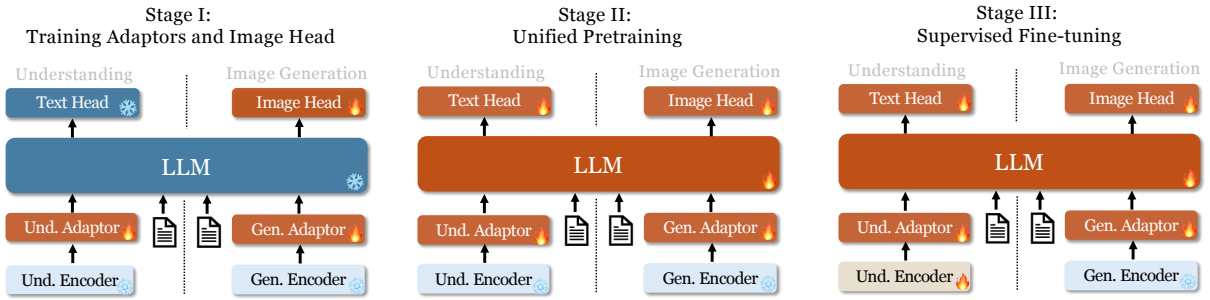 Stage I:
Training Adaptors and Image Head
Understanding
Image Generation
Text Head
Image Head
LLM
Und. Adaptor
Gen. Adaptor
Und. Encoder
Gen. Encoder
Stage II:
Unified Pretraining
Understanding
Image Generation
Text Head
Image Head
LLM
Und. Adaptor
Gen. Adaptor
Und. Encoder
Gen. Encoder
Stage III:
Supervised Fine-tuning
Understanding
Image Generation
Text Head
Image Head
LLM
Und. Adaptor
Gen. Adaptor
Und. Encoder
Gen. Encoder